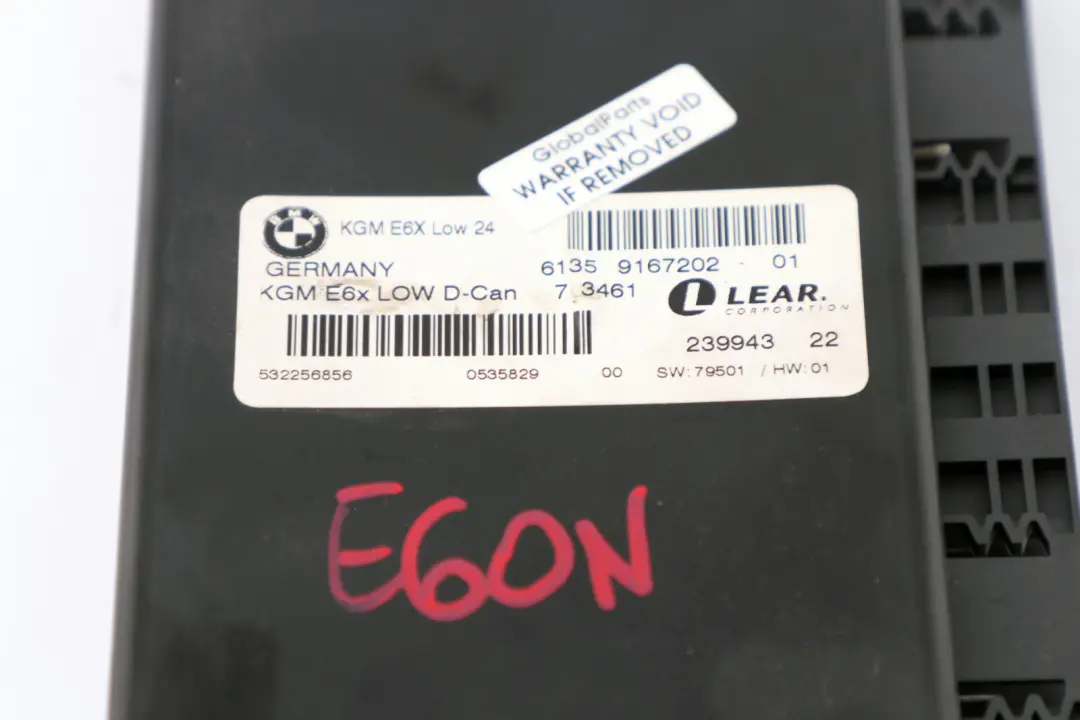 GlobalParts
WARRANTY VOID
IF REMOVED
BMW
KGM E6X Low 24
GERMANY
6135 9167202 - 01
KGM E6x LOW D-Can 7.3461
L LEAR.
CORPORATION
239943 22
532256856 0535829 00 SW:79501 / HW:01
E60N